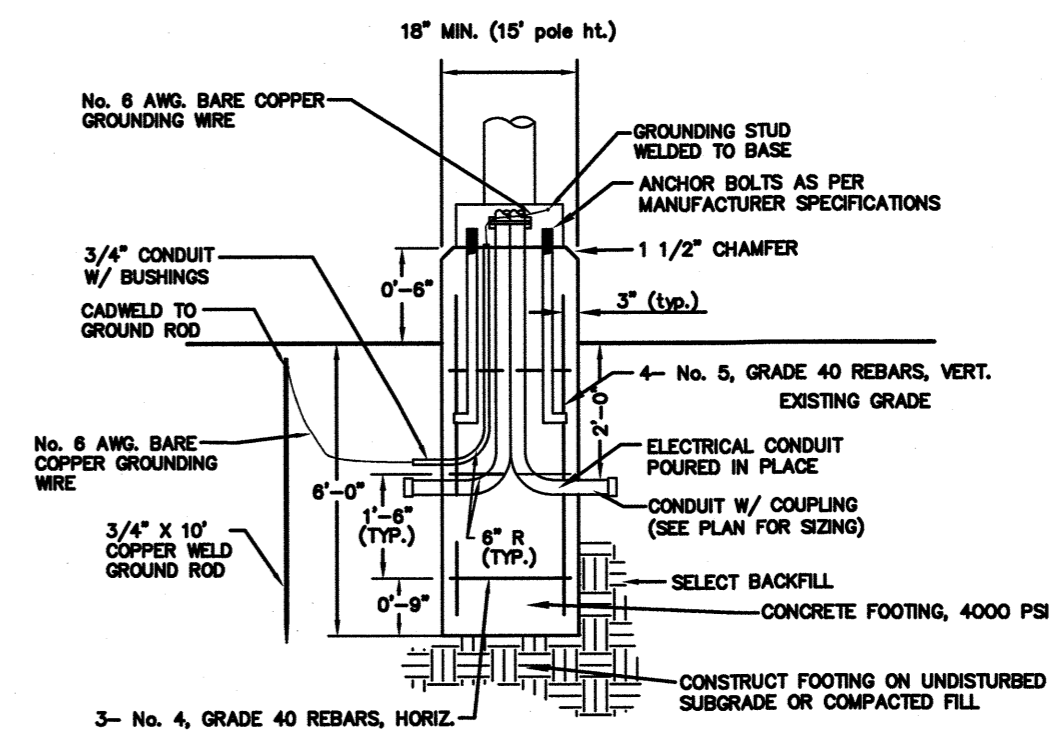 18" MIN. (15' pole ht.)
No. 6 AWG. BARE COPPER
GROUNDING WIRE
GROUNDING STUD
WELDED TO BASE
ANCHOR BOLTS AS PER
MANUFACTURER SPECIFICATIONS
3/4" CONDUIT
W/ BUSHINGS
1 1/2" CHAMFER
0'-6"
3" (typ.)
CADWELD TO
GROUND ROD
4- No. 5, GRADE 40 REBARS, VERT.
EXISTING GRADE
2'-0"
No. 6 AWG. BARE
COPPER GROUNDING
WIRE
ELECTRICAL CONDUIT
POURED IN PLACE
6'-0"
1'-6"
(TYP.)
6" R
(TYP.)
CONDUIT W/ COUPLING
(SEE PLAN FOR SIZING)
3/4" X 10'
COPPER WELD
GROUND ROD
SELECT BACKFILL
0'-9"
CONCRETE FOOTING, 4000 PSI
CONSTRUCT FOOTING ON UNDISTURBED
SUBGRADE OR COMPACTED FILL
3- No. 4, GRADE 40 REBARS, HORIZ.